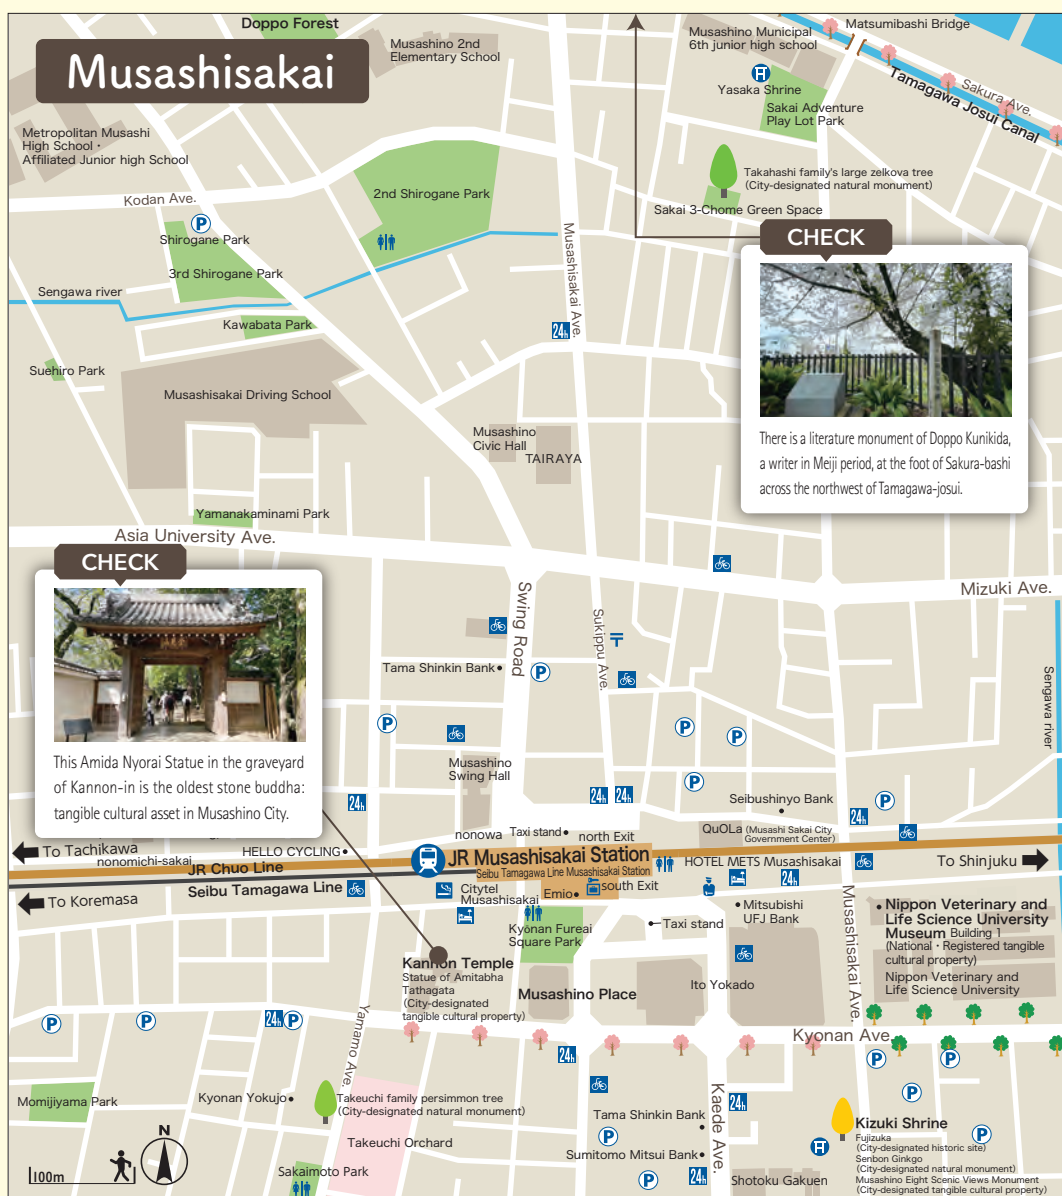 Musashisakai
Doppo Forest
Musashino 2nd
Elementary School
Musashino Municipal
6th junior high school
Matsumibashi Bridge
Sakura Ave.
Tamagawa Josui Canal
Yasaka Shrine
Sakai Adventure
Play Lot Park
Metropolitan Musashi
High School・
Affiliated Junior high School
Kodan Ave.
2nd Shirogane Park
Takahashi family's large zelkova tree
(City-designated natural monument)
Sakai 3-Chome Green Space
P
Shirogane Park
3rd Shirogane Park
Musashisakai Ave.
Sengawa river
Kawabata Park
24h
Suehiro Park
Musashisakai Driving School
CHECK
There is a literature monument of Doppo Kunikida,
a writer in Meiji period, at the foot of Sakura-bashi
across the northwest of Tamagawa-josui.
Musashino
Civic Hall
TAIRAYA
Yamanakaminami Park
Asia University Ave.
Mizuki Ave.
CHECK
This Amida Nyorai Statue in the graveyard
of Kannon-in is the oldest stone buddha:
tangible cultural asset in Musashino City.
Swing Road
Sukippu Ave.
〒
Tama Shinkin Bank
P
Sengawa river
P
P
P
Musashino
Swing Hall
P
24h
24h
24h
Seibushinyo Bank
P
24h
nonowa
Taxi stand
north Exit
QuOLa (Musashi Sakai City
Government Center)
To Tachikawa
nonomichi-sakai
HELLO CYCLING
JR Chuo Line
JR Musashisakai Station
Seibu Tamagawa Line Musashisakai Station
HOTEL METS Musashisakai
To Shinjuku
Seibu Tamagawa Line
To Koremasa
Citytel
Musashisakai
Emio
south Exit
24h
Mitsubishi
UFJ Bank
Musashisakai Ave.
Nippon Veterinary and
Life Science University
Museum Building 1
(National・Registered tangible
cultural property)
Nippon Veterinary and
Life Science University
Kyonan Fureai
Square Park
Taxi stand
Kannon Temple
Statue of Amitabha
Tathagata
(City-designated
tangible cultural property)
Musashino Place
Ito Yokado
P
P
24h
P
Yamamo Ave.
Kyonan Ave.
24h
P
P
P
Momijiyama Park
Kyonan Yokujo
Takeuchi family persimmon tree
(City-designated natural monument)
Takeuchi Orchard
Sakaimoto Park
Tama Shinkin Bank
P
Sumitomo Mitsui Bank
P
24h
24h
Kaede Ave.
Shotoku Gakuen
Kizuki Shrine
Fujizuka
(City-designated historic site)
Senbon Ginkgo
(City-designated natural monument)
Musashino Eight Scenic Views Monument
(City-designated tangible cultural property)
P
N
100m